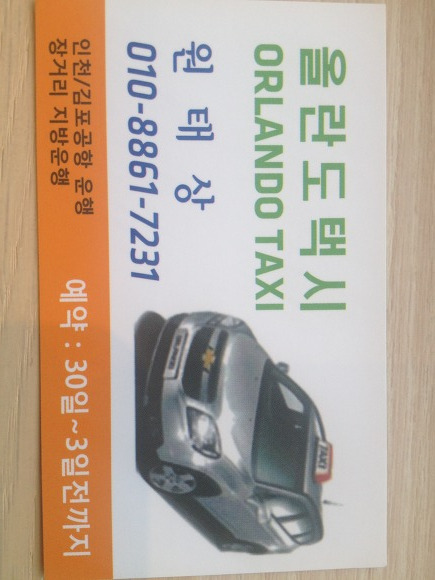 올란도택시
ORLANDO TAXI
원 태 상
010-8861-7231
TAXI
인천/김포공항 운행
장거리 지방운행
예약 : 30일~3일전까지